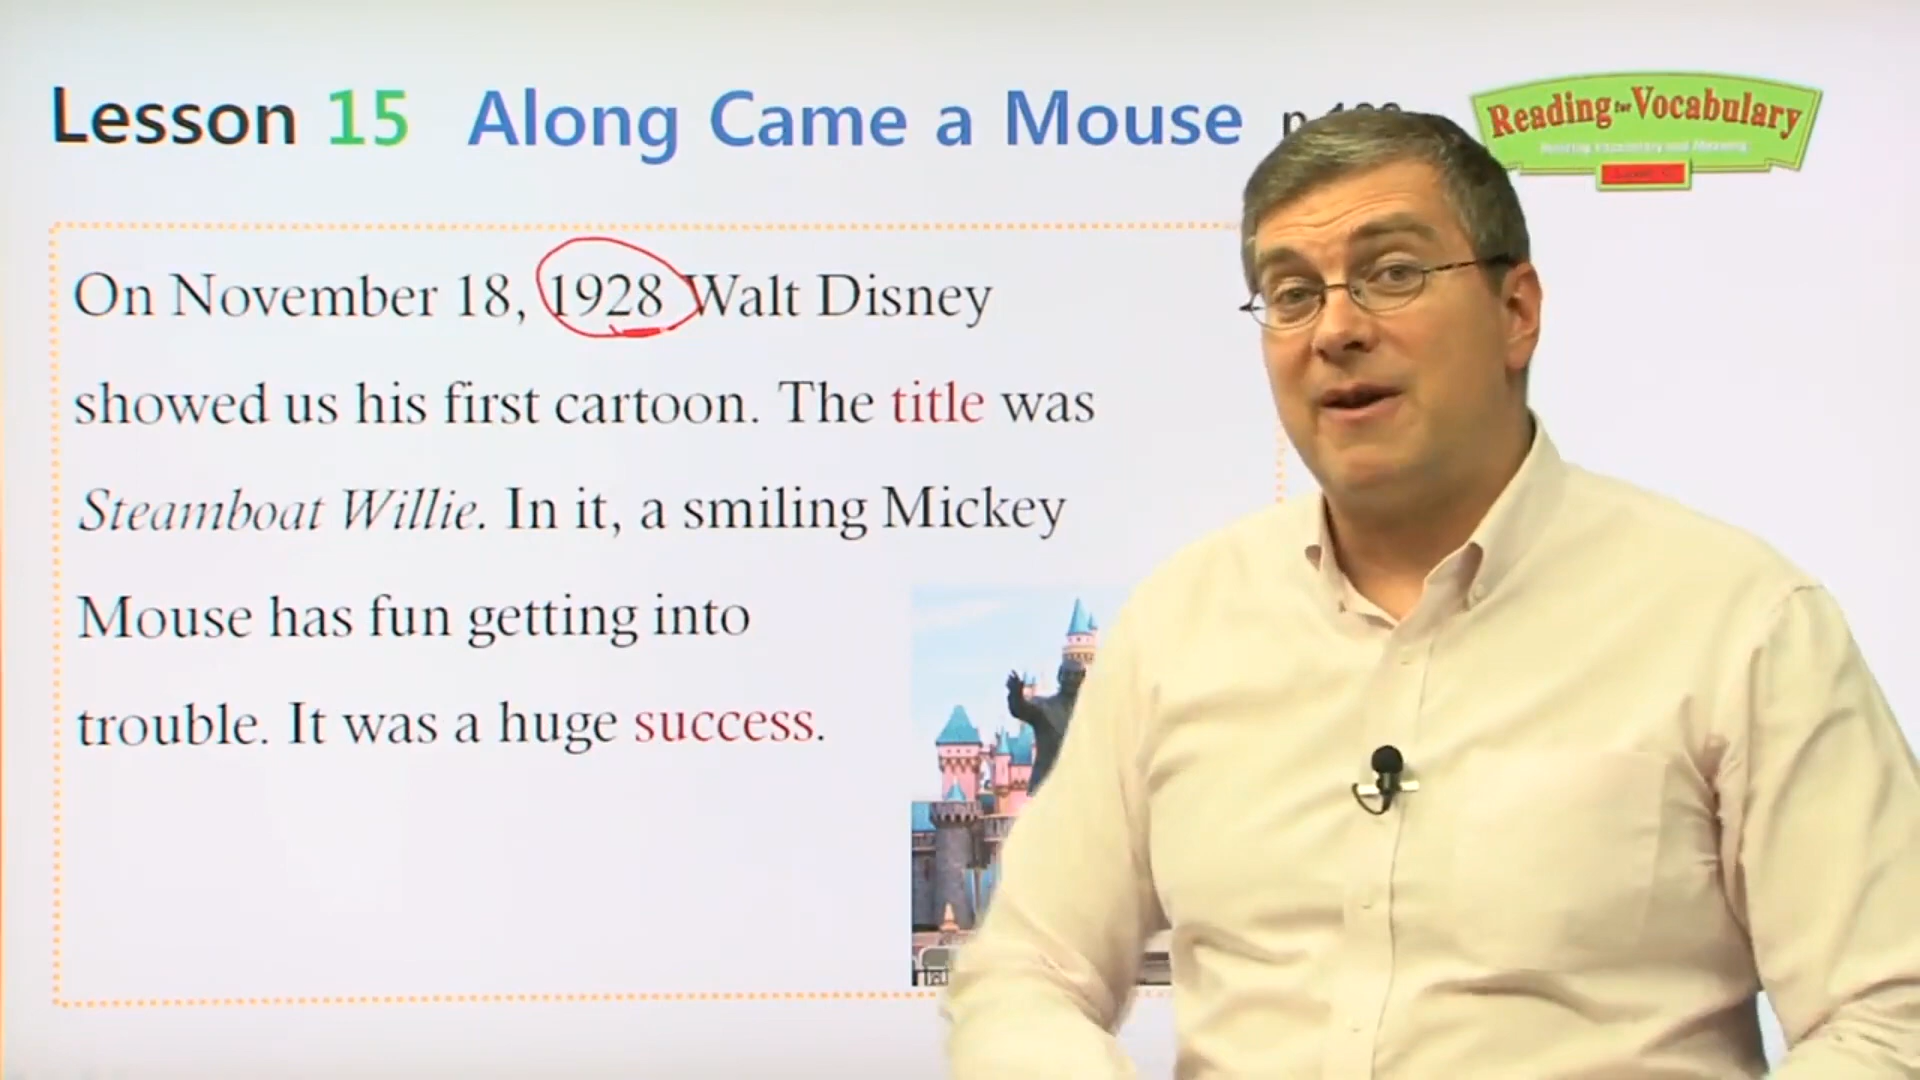 Lesson 15 Along Came a Mouse
Reading for Vocabulary
On November 18, 1928 Walt Disney
showed us his first cartoon. The title was
Steamboat Willie. In it, a smiling Mickey
Mouse has fun getting into
trouble. It was a huge success.